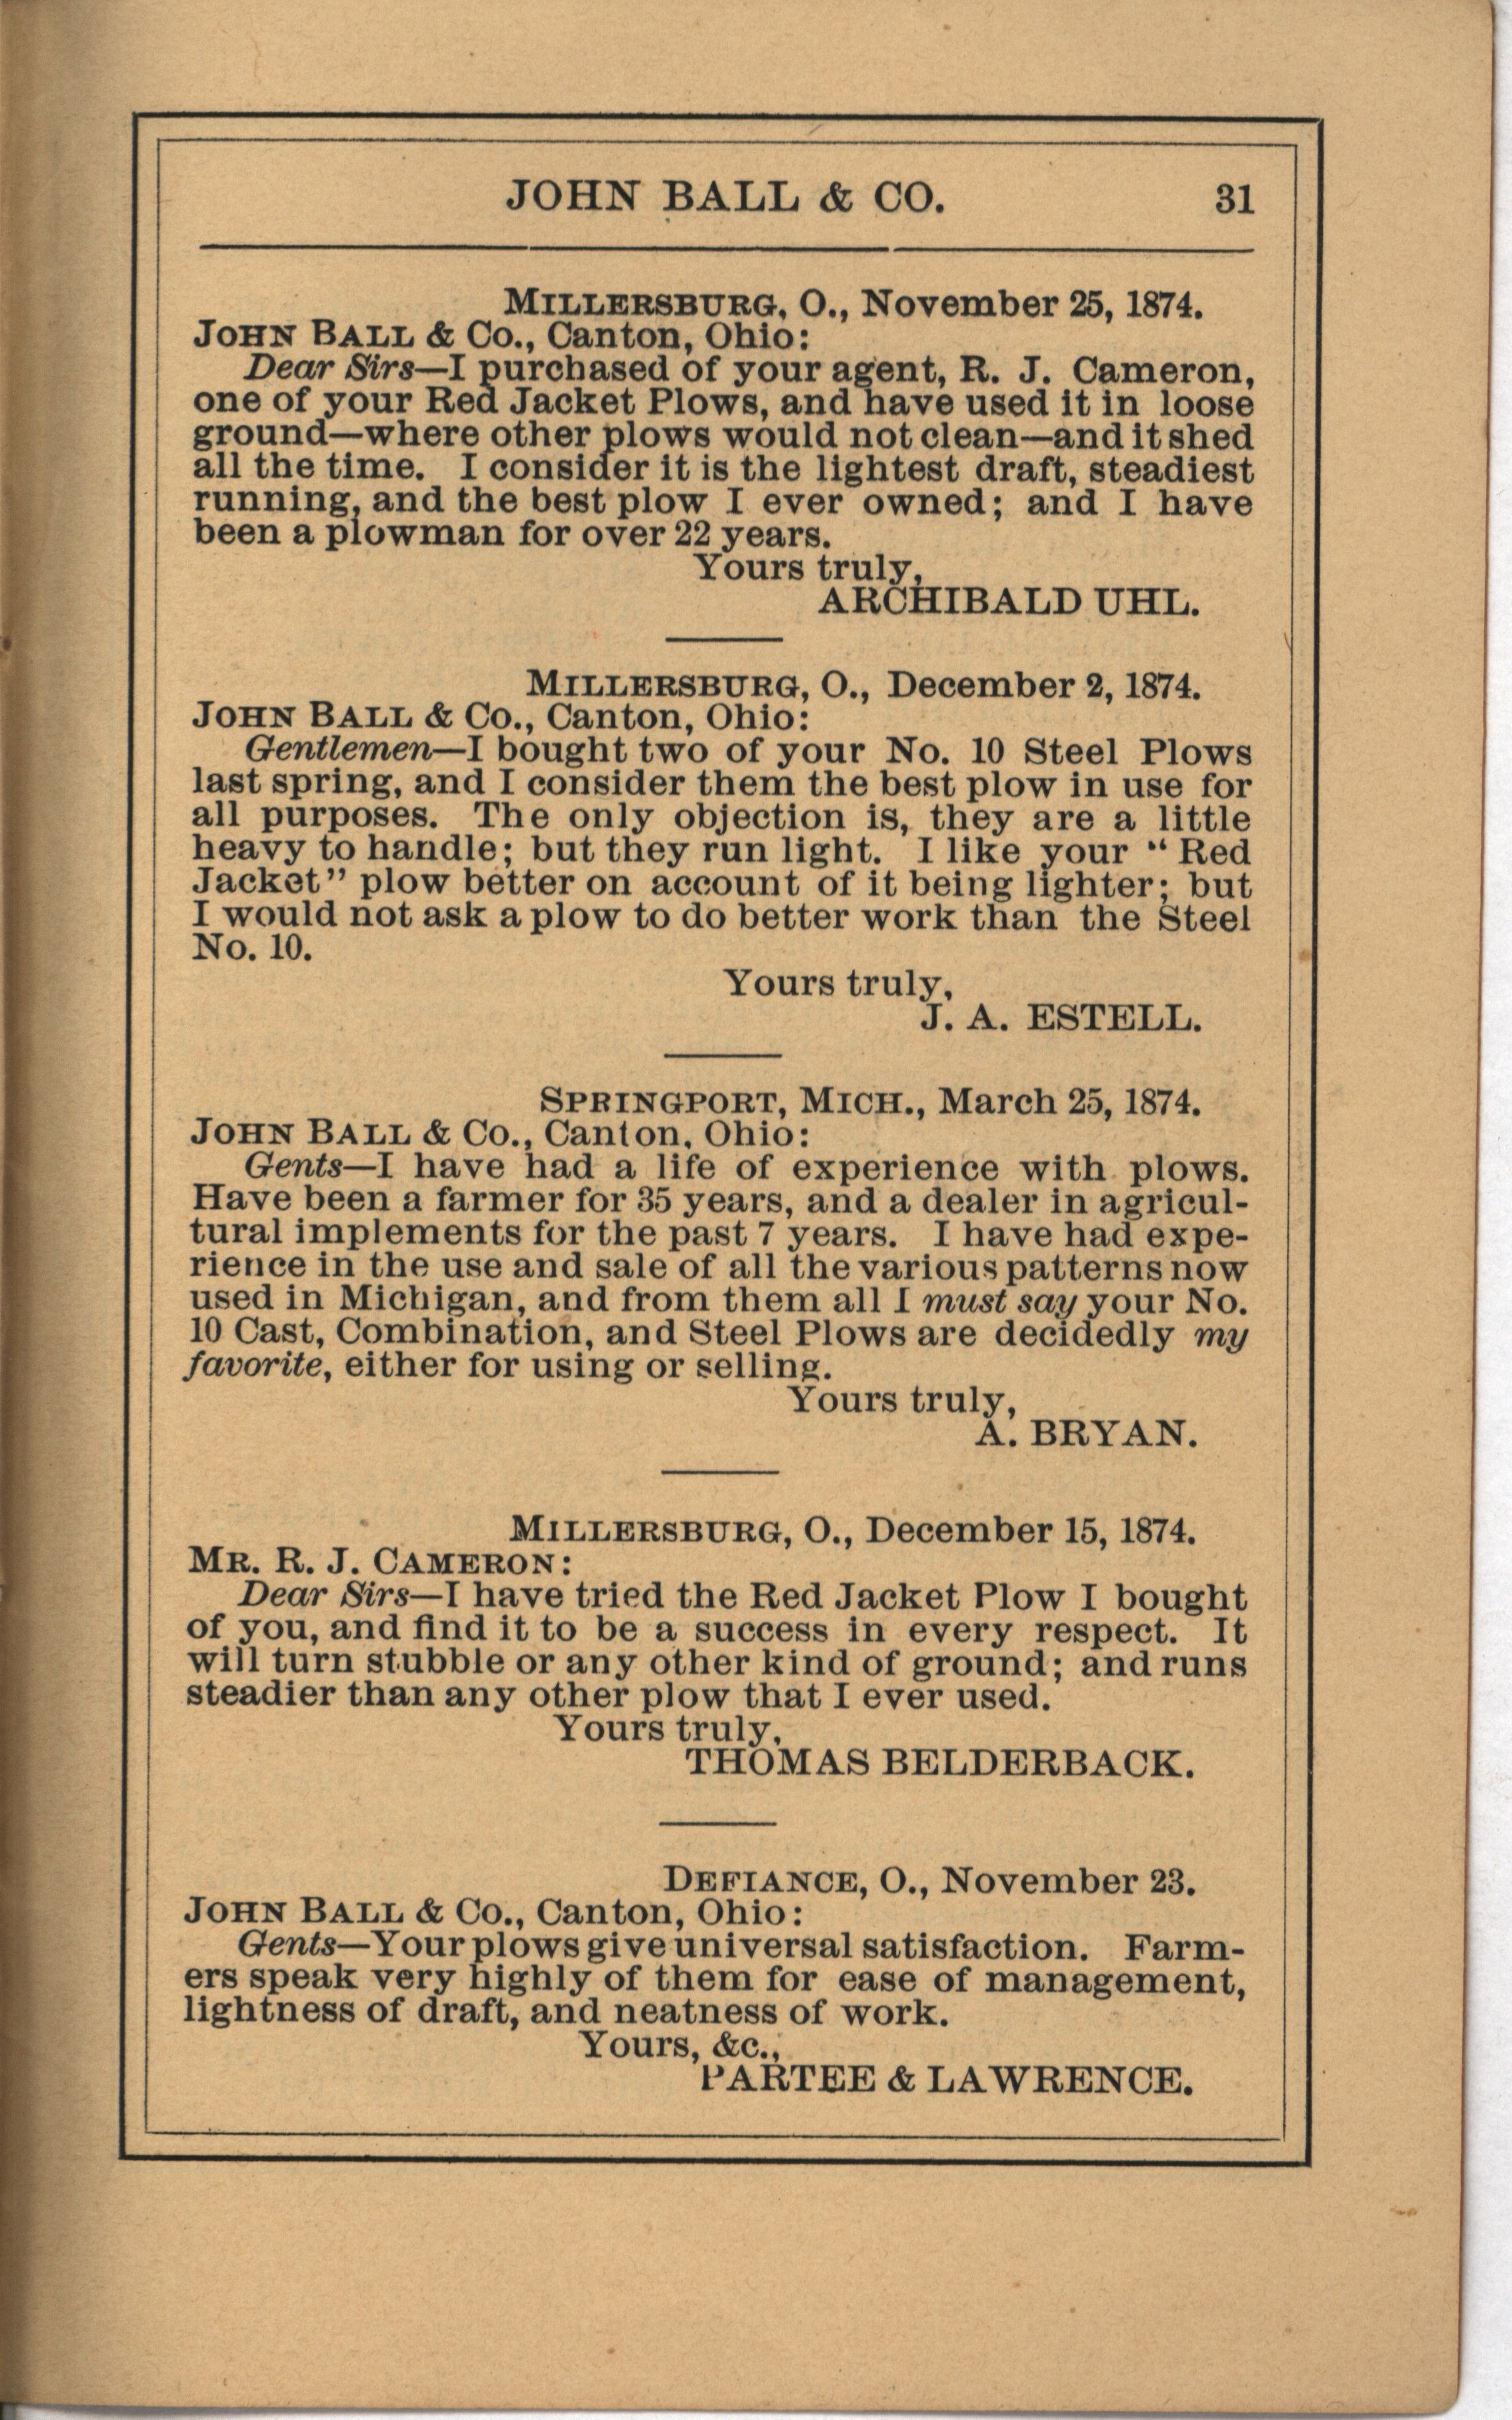 JOHN BALL & CO. 31
MILLERSBURG, O., November 25, 1874.
JOHN BALL & Co., Canton, Ohio:
Dear Sirs—I purchased of your agent, R. J. Cameron,
one of your Red Jacket Plows, and have used it in loose
ground—where other plows would not clean—and it shed
all the time. I consider it is the lightest draft, steadiest
running, and the best plow I ever owned; and I have
been a plowman for over 22 years.
Yours truly,
ARCHIBALD UHL.
MILLERSBURG, O., December 2, 1874.
JOHN BALL & Co., Canton, Ohio:
Gentlemen—I bought two of your No. 10 Steel Plows
last spring, and I consider them the best plow in use for
all purposes. The only objection is, they are a little
heavy to handle; but they run light. I like your "Red
Jacket" plow better on account of it being lighter; but
I would not ask a plow to do better work than the Steel
No. 10.
Yours truly,
J. A. ESTELL.
SPRINGPORT, MICH., March 25, 1874.
JOHN BALL & Co., Canton, Ohio:
Gents—I have had a life of experience with plows.
Have been a farmer for 35 years, and a dealer in agricul-
tural implements for the past 7 years. I have had expe-
rience in the use and sale of all the various patterns now
used in Michigan, and from them all I must say your No.
10 Cast, Combination, and Steel Plows are decidedly my
favorite, either for using or selling.
Yours truly,
A. BRYAN.
MILLERSBURG, O., December 15, 1874.
MR. R. J. CAMERON:
Dear Sirs—I have tried the Red Jacket Plow I bought
of you, and find it to be a success in every respect. It
will turn stubble or any other kind of ground; and runs
steadier than any other plow that I ever used.
Yours truly,
THOMAS BELDERBACK.
DEFIANCE, O., November 23.
JOHN BALL & Co., Canton, Ohio:
Gents—Your plows give universal satisfaction. Farm-
ers speak very highly of them for ease of management,
lightness of draft, and neatness of work.
Yours, &c.,
PARTEE & LAWRENCE.